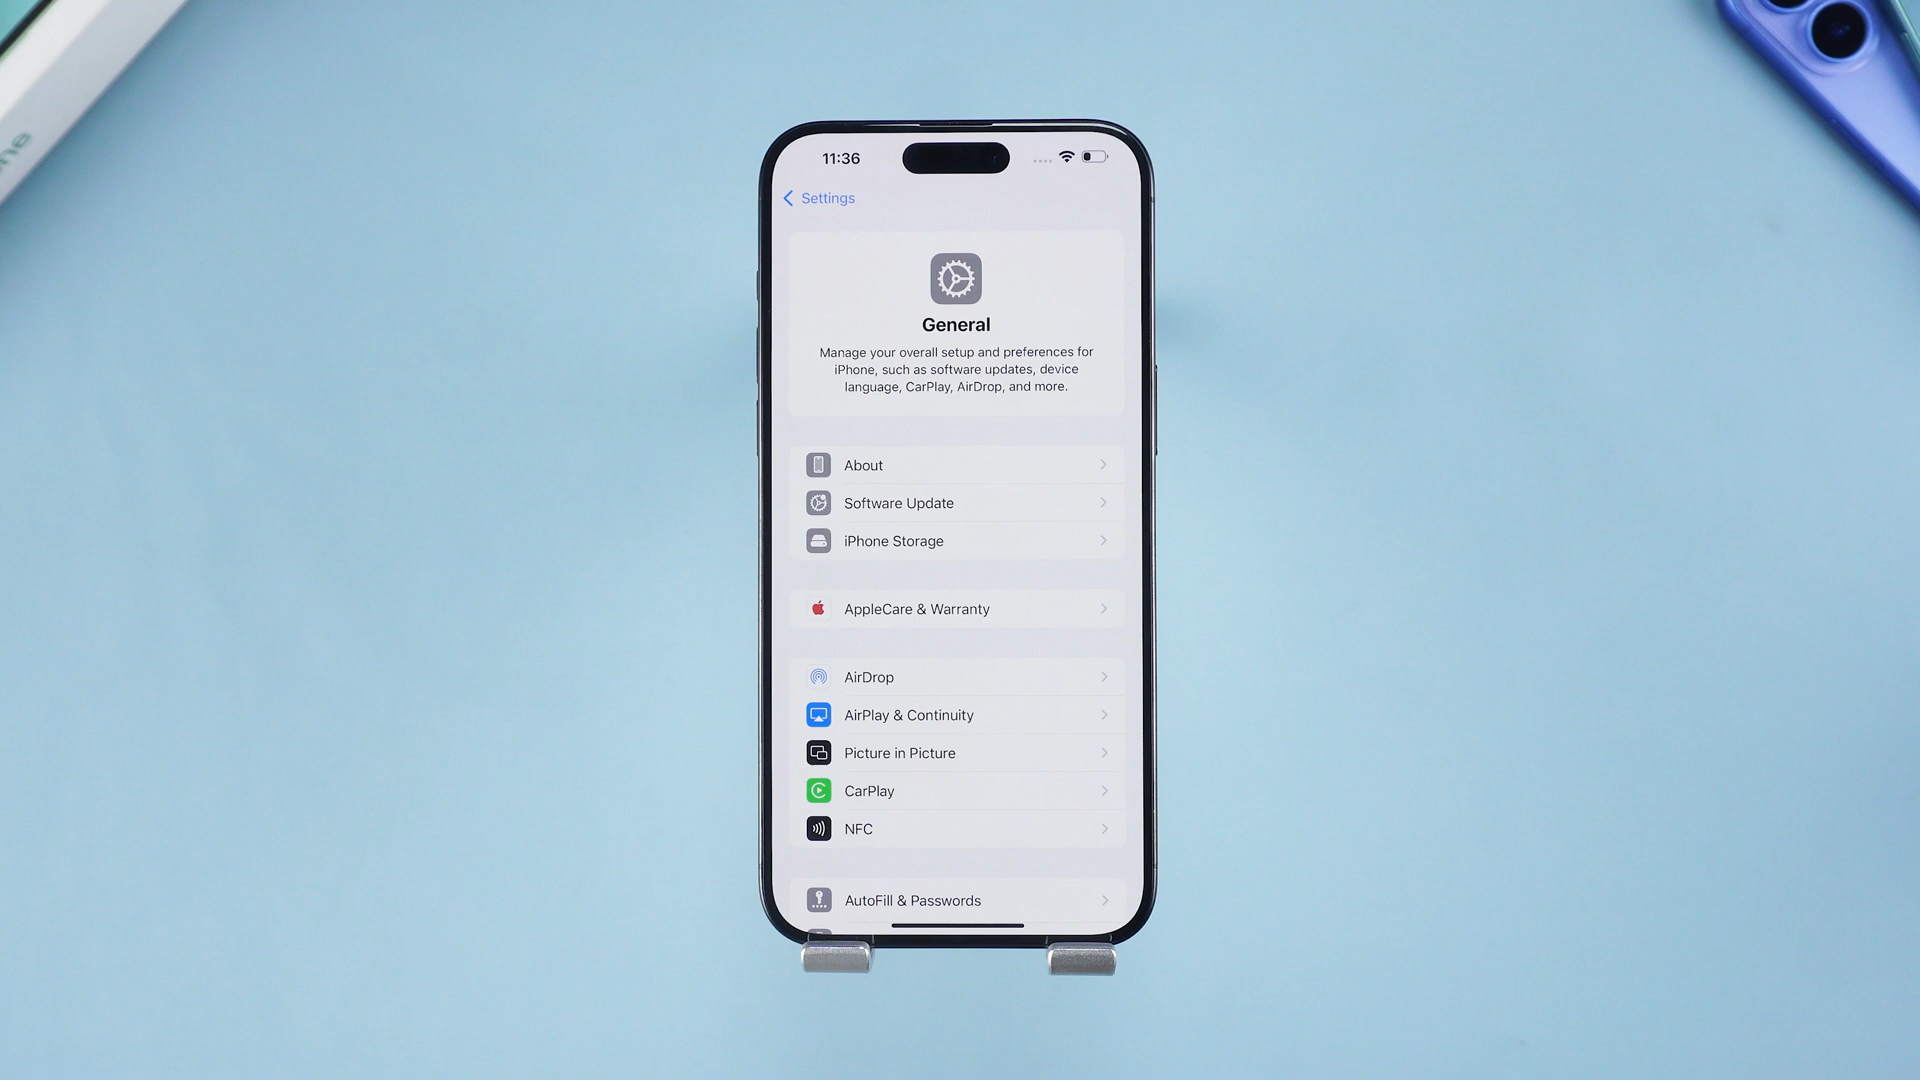 11:36
Settings
General
Manage your overall setup and preferences for
iPhone, such as software updates, device
language, CarPlay, AirDrop, and more.
About
Software Update
iPhone Storage
AppleCare & Warranty
AirDrop
AirPlay & Continuity
Picture in Picture
CarPlay
NFC
AutoFill & Passwords